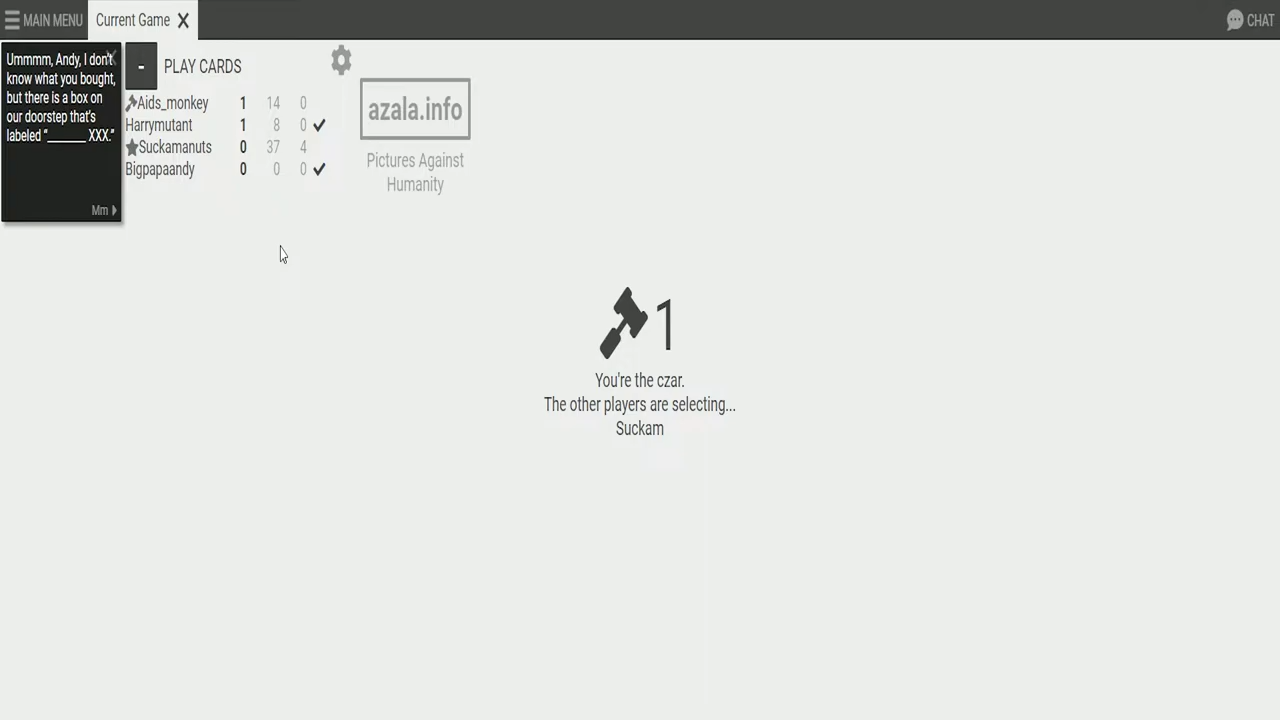 MAIN MENU
Current Game
CHAT
Ummmm, Andy, I don't
know what you bought,
but there is a box on
our doorstep that's
labeled “_______ XXX.”
Mm
- PLAY CARDS
Aids_monkey 1 14 0
Harrymutant 1 8 0
Suckamanuts 0 37 4
Bigpapaandy 0 0 0
azala.info
Pictures Against
Humanity
1
You're the czar.
The other players are selecting...
Suckam